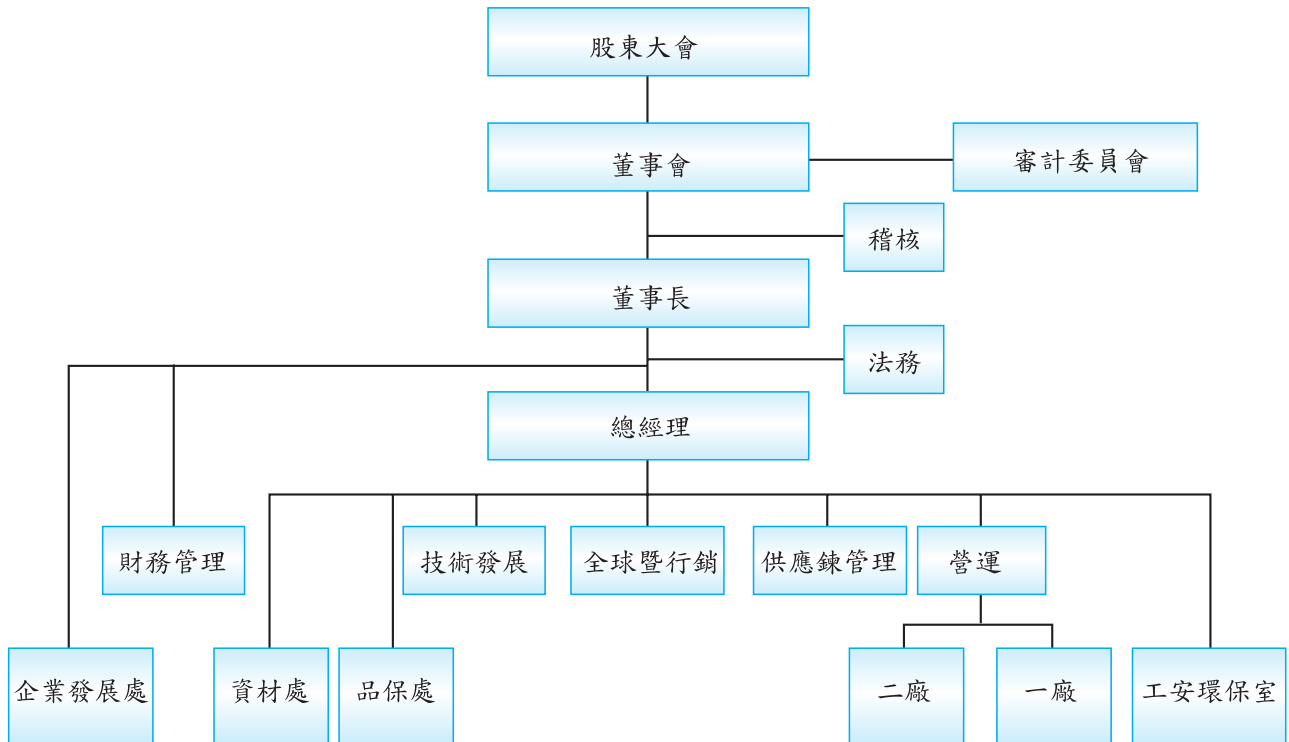 股東大會
董事會
審計委員會
稽核
董事長
法務
總經理
財務管理
技術發展
全球暨行銷
供應鍊管理
營運
企業發展處
資材處
品保處
二廠
一廠
工安環保室